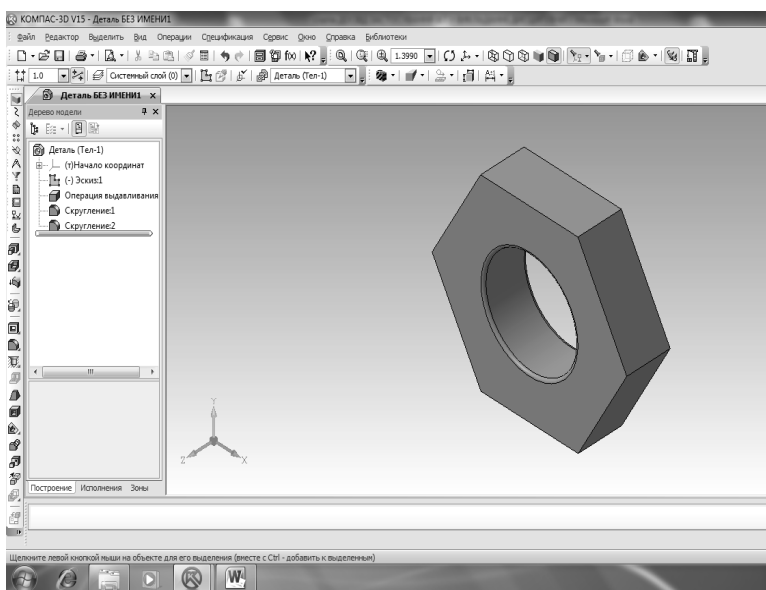 КОМПАС-3D V15 - Деталь БЕЗ ИМЕНИ1
Файл Редактор Выделить Вид Операции Спецификация Сервис Окно Справка Библиотеки
1.3990
1.0 Системный слой (0) Деталь (Тел-1)
Деталь БЕЗ ИМЕНИ1 x
Дерево модели
Деталь (Тел-1)
(т)Начало координат
(-) Эскиз:1
Операция выдавливания
Скругление:1
Скругление:2
Y
Z X
Построение Исполнения Зоны
Щелкните левой кнопкой мыши на объекте для его выделения (вместе с Ctrl - добавить к выделенным)
W